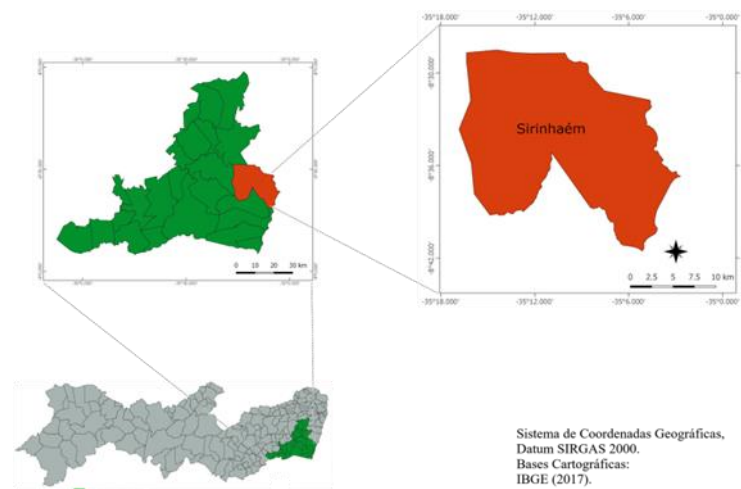 -35°18.000'
-35°12.000'
-35°6.000'
-35°0.000'
-8°30.000'
-8°36.000'
-8°42.000'
Sirinhaém
0 2.5 5 7.5 10 km
-35°18.000'
-35°12.000'
-35°6.000'
-35°0.000'
0 10 20 30 km
Sistema de Coordenadas Geográficas,
Datum SIRGAS 2000.
Bases Cartográficas:
IBGE (2017).